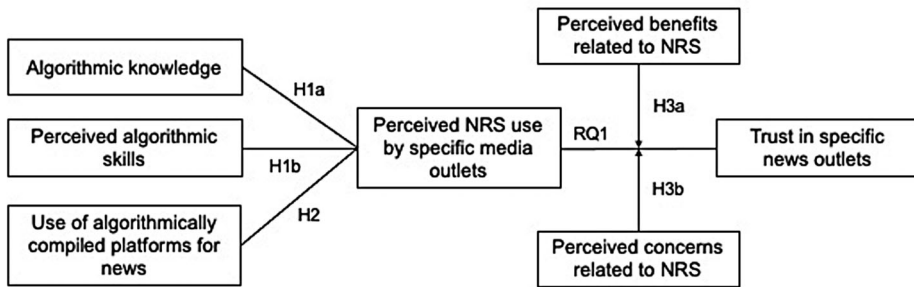 Algorithmic knowledge
Perceived algorithmic
skills
Use of algorithmically
compiled platforms for
news
H1a
H1b
H2
Perceived NRS use
by specific media
outlets
RQ1
Perceived benefits
related to NRS
H3a
H3b
Perceived concerns
related to NRS
Trust in specific
news outlets